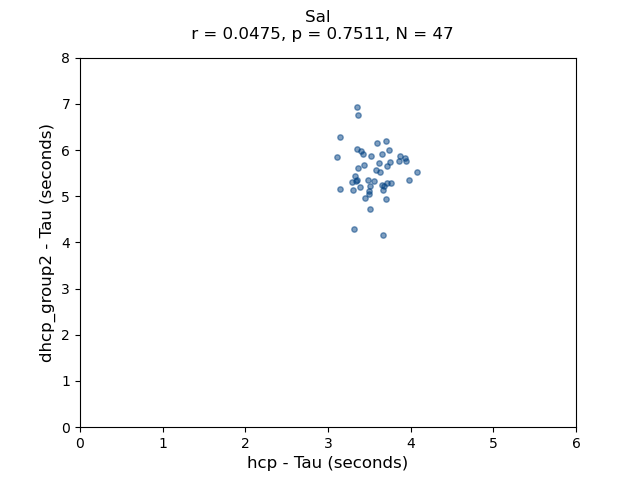 Sal
r = 0.0475, p = 0.7511, N = 47
8
7
6
5
4
3
2
1
0
dhcp_group2 - Tau (seconds)
0 1 2 3 4 5 6
hcp - Tau (seconds)